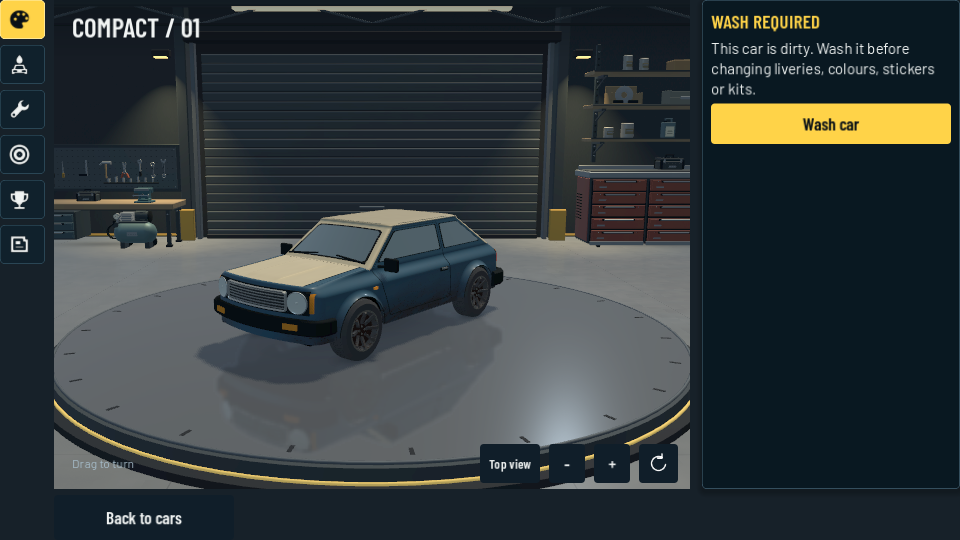 COMPACT / 01
WASH REQUIRED
This car is dirty. Wash it before
changing liveries, colours, stickers
or kits.
Wash car
Drag to turn
Top view
-
+
Back to cars